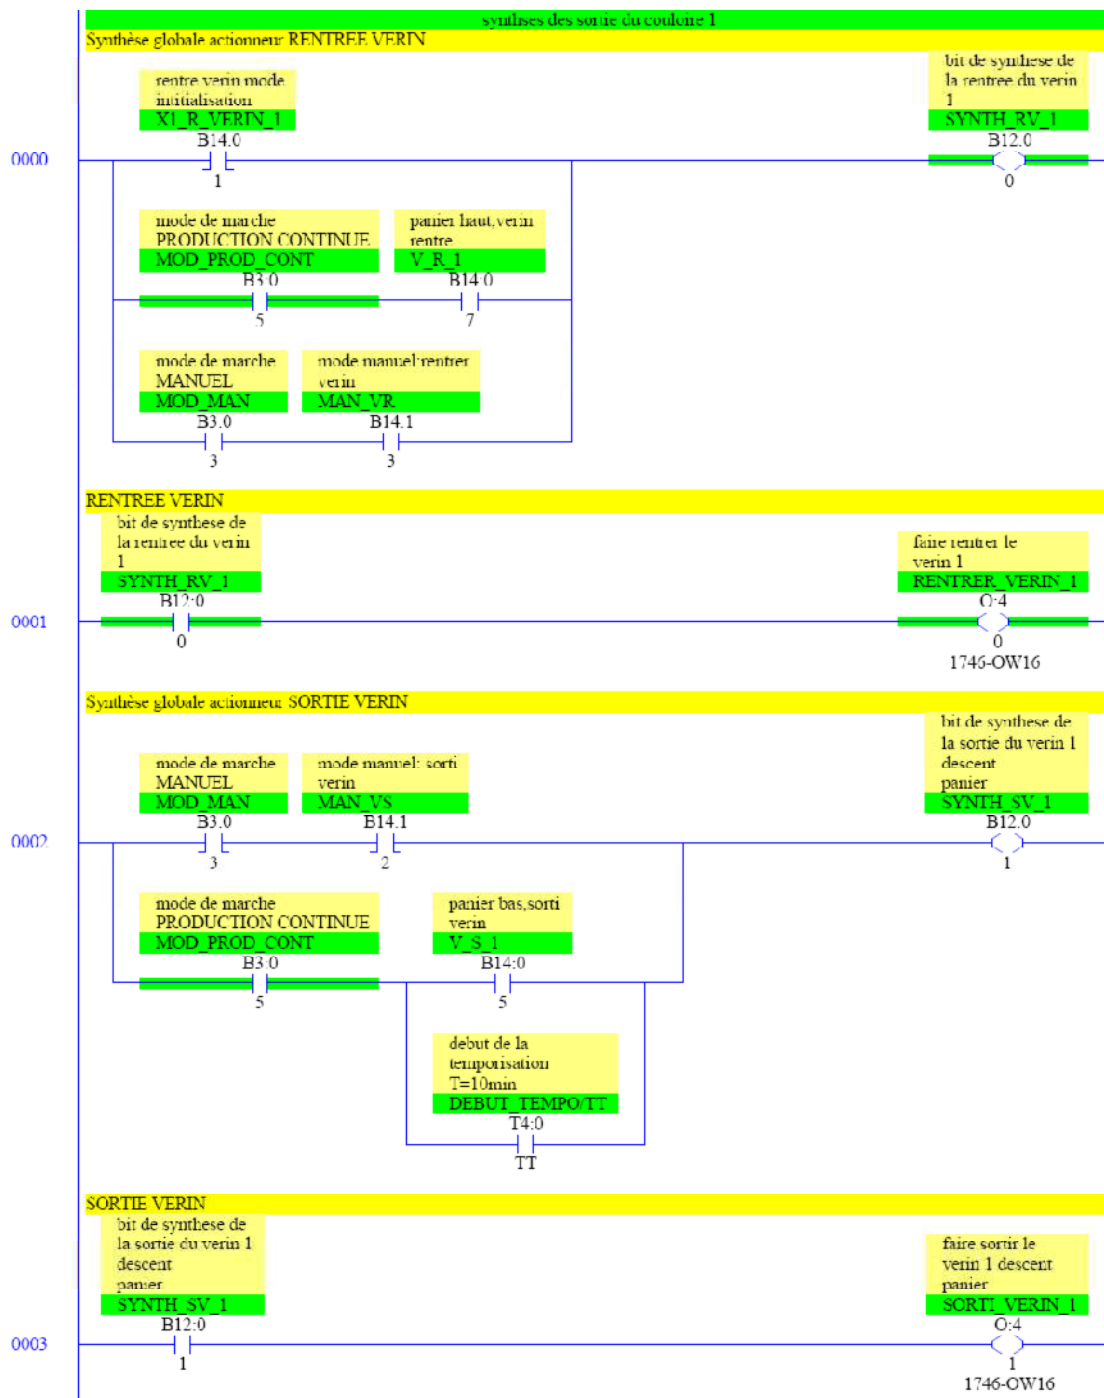 synthses des sortie du couloire 1
Synthèse globale actionneur RENTREE VERIN
rentre verin mode
intitialisation
X1_R_VERIN_1
B14:0
1
bit de synthese de
la rentree du verin
1
SYNTH_RV_1
B12:0
0
0000
mode de marche
PRODUCTION CONTINUE
MOD_PROD_CONT
B3:0
5
panier haut,verin
rentre
V_R_1
B14:0
7
mode de marche
MANUEL
MOD_MAN
B3:0
3
mode manuel:rentrer
verin
MAN_VR
B14:1
3
RENTREE VERIN
bit de synthese de
la rentree du verin
1
SYNTH_RV_1
B12:0
0
faire rentrer le
verin 1
RENTRER_VERIN_1
O:4
0
1746-OW16
0001
Synthèse globale actionneur SORTIE VERIN
mode de marche
MANUEL
MOD_MAN
B3:0
3
mode manuel: sorti
verin
MAN_VS
B14:1
2
bit de synthese de
la sortie du verin 1
descent
panier
SYNTH_SV_1
B12:0
1
0002
mode de marche
PRODUCTION CONTINUE
MOD_PROD_CONT
B3:0
5
panier bas,sorti
verin
V_S_1
B14:0
5
debut de la
temporisation
T=10min
DEBUT_TEMPO/TT
T4:0
TT
SORTIE VERIN
bit de synthese de
la sortie du verin 1
descent
panier
SYNTH_SV_1
B12:0
1
faire sortir le
verin 1 descent
panier
SORTI_VERIN_1
O:4
1
1746-OW16
0003